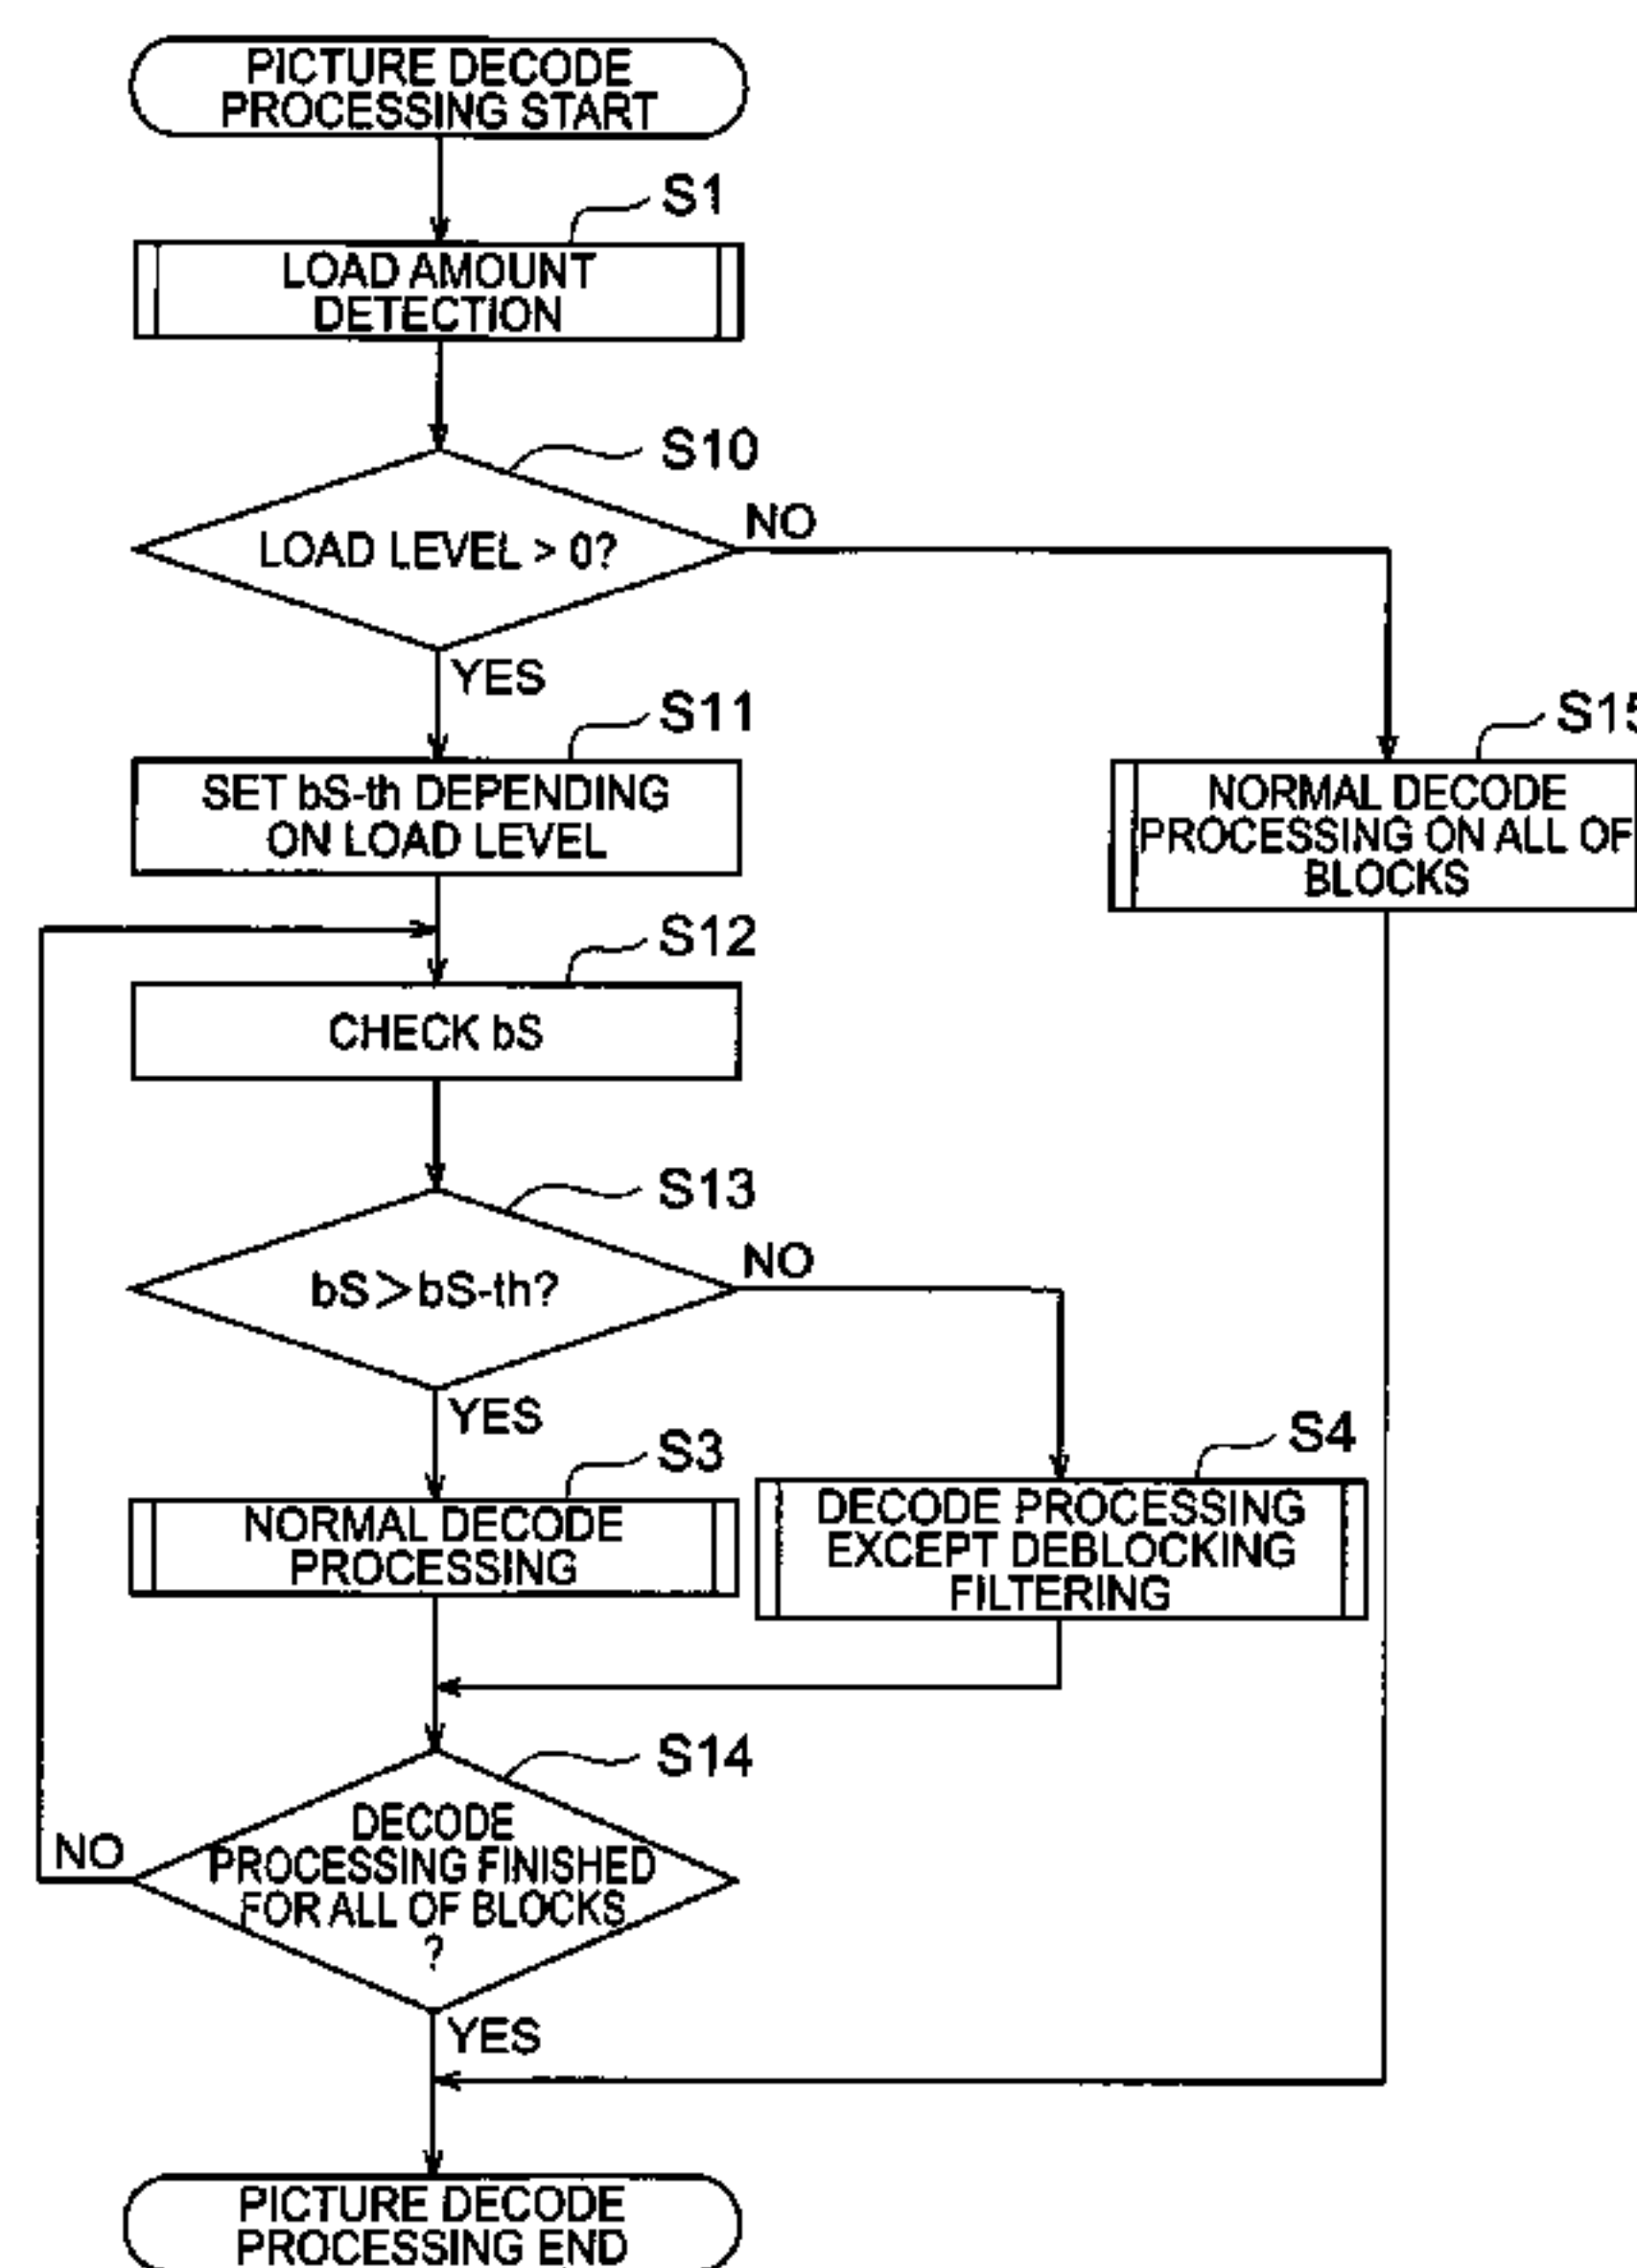 PICTURE DECODE
PROCESSING START
S1
LOAD AMOUNT
DETECTION
S10
LOAD LEVEL > 0?
NO
YES
S11
SET bS-th DEPENDING
ON LOAD LEVEL
S15
NORMAL DECODE
PROCESSING ON ALL OF
BLOCKS
S12
CHECK bS
S13
bS>bS-th?
NO
YES
S3
NORMAL DECODE
PROCESSING
S4
DECODE PROCESSING
EXCEPT DEBLOCKING
FILTERING
S14
DECODE
PROCESSING FINISHED
FOR ALL OF BLOCKS
?
NO
YES
PICTURE DECODE
PROCESSING END